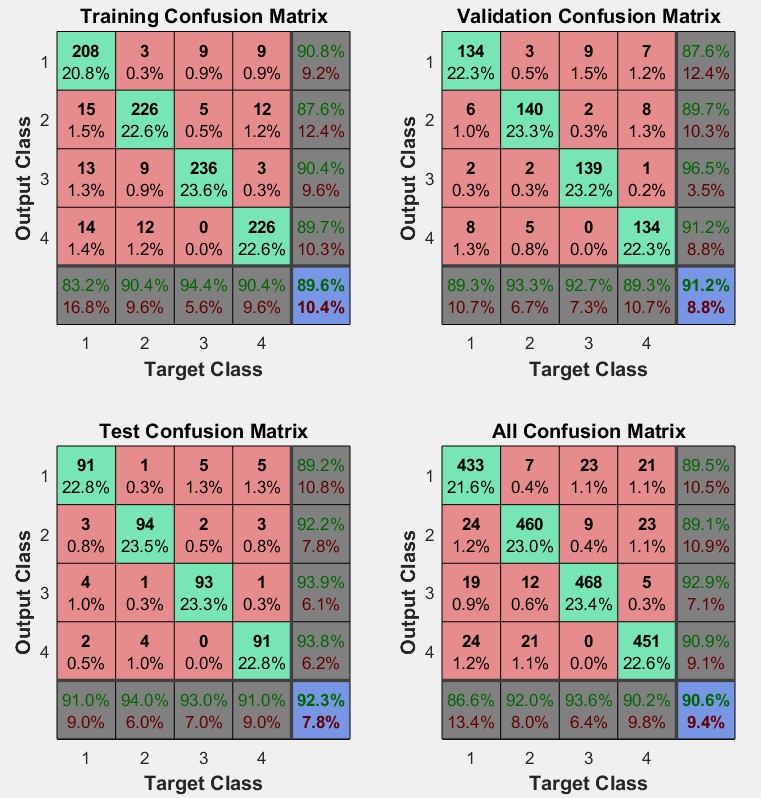 Training Confusion Matrix
Output Class
1
208 3 9 9 90.8%
20.8% 0.3% 0.9% 0.9% 9.2%
2
15 226 5 12 87.6%
1.5% 22.6% 0.5% 1.2% 12.4%
3
13 9 236 3 90.4%
1.3% 0.9% 23.6% 0.3% 9.6%
4
14 12 0 226 89.7%
1.4% 1.2% 0.0% 22.6% 10.3%
83.2% 90.4% 94.4% 90.4% 89.6%
16.8% 9.6% 5.6% 9.6% 10.4%
1 2 3 4
Target Class
Validation Confusion Matrix
Output Class
1
134 3 9 7 87.6%
22.3% 0.5% 1.5% 1.2% 12.4%
2
6 140 2 8 89.7%
1.0% 23.3% 0.3% 1.3% 10.3%
3
2 2 139 1 96.5%
0.3% 0.3% 23.2% 0.2% 3.5%
4
8 5 0 134 91.2%
1.3% 0.8% 0.0% 22.3% 8.8%
89.3% 93.3% 92.7% 89.3% 91.2%
10.7% 6.7% 7.3% 10.7% 8.8%
1 2 3 4
Target Class
Test Confusion Matrix
Output Class
1
91 1 5 5 89.2%
22.8% 0.3% 1.3% 1.3% 10.8%
2
3 94 2 3 92.2%
0.8% 23.5% 0.5% 0.8% 7.8%
3
4 1 93 1 93.9%
1.0% 0.3% 23.3% 0.3% 6.1%
4
2 4 0 91 93.8%
0.5% 1.0% 0.0% 22.8% 6.2%
91.0% 94.0% 93.0% 91.0% 92.3%
9.0% 6.0% 7.0% 9.0% 7.8%
1 2 3 4
Target Class
All Confusion Matrix
Output Class
1
433 7 23 21 89.5%
21.6% 0.4% 1.1% 1.1% 10.5%
2
24 460 9 23 89.1%
1.2% 23.0% 0.4% 1.1% 10.9%
3
19 12 468 5 92.9%
0.9% 0.6% 23.4% 0.3% 7.1%
4
24 21 0 451 90.9%
1.2% 1.1% 0.0% 22.6% 9.1%
86.6% 92.0% 93.6% 90.2% 90.6%
13.4% 8.0% 6.4% 9.8% 9.4%
1 2 3 4
Target Class